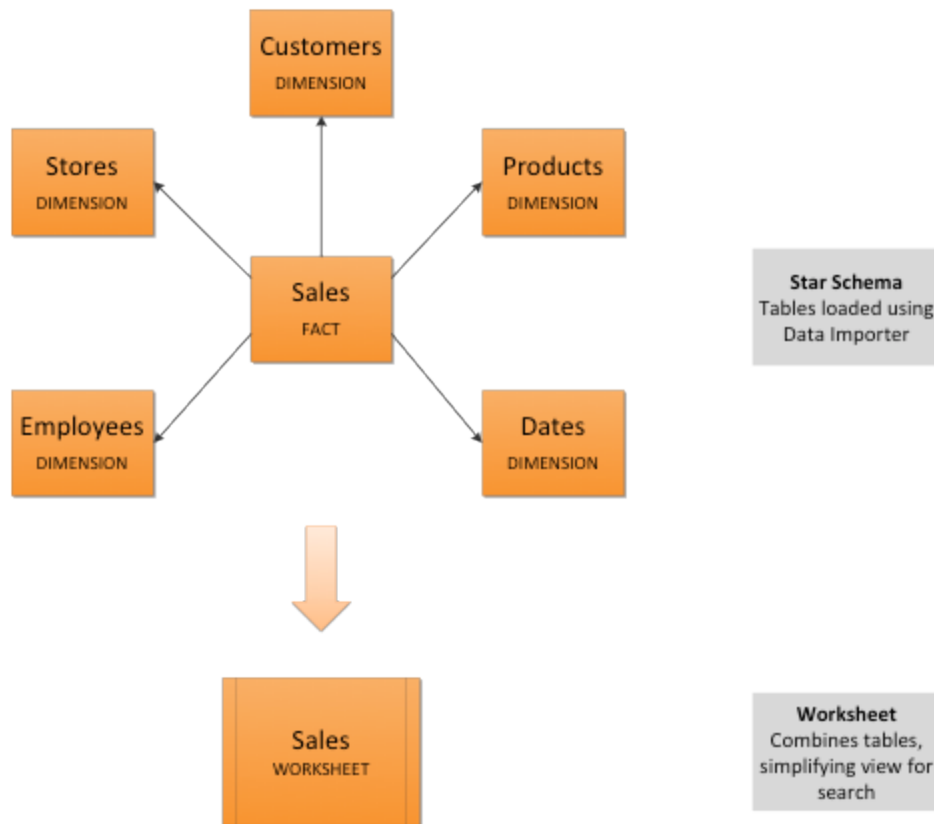 Customers
DIMENSION
Stores
DIMENSION
Products
DIMENSION
Sales
FACT
Star Schema
Tables loaded using
Data Importer
Employees
DIMENSION
Dates
DIMENSION
Sales
WORKSHEET
Worksheet
Combines tables,
simplifying view for
search